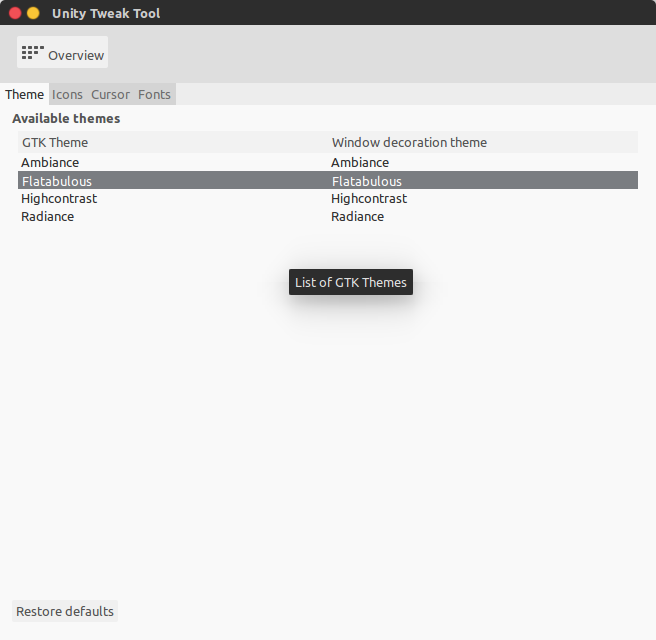 Unity Tweak Tool
Overview
Theme Icons Cursor Fonts
Available themes
GTK Theme Window decoration theme
Ambiance Ambiance
Flatabulous Flatabulous
Highcontrast Highcontrast
Radiance Radiance
List of GTK Themes
Restore defaults